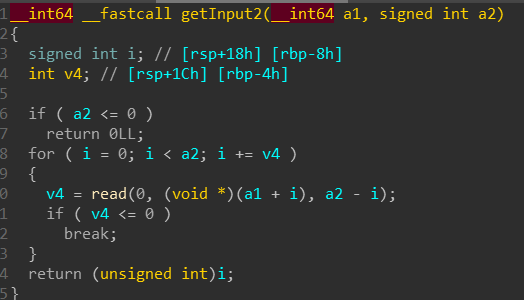 1 __int64 __fastcall getInput2(__int64 a1, signed int a2)
2 {
3   signed int i; // [rsp+18h] [rbp-8h]
4   int v4; // [rsp+1Ch] [rbp-4h]
5
6   if ( a2 <= 0 )
7     return 0LL;
8   for ( i = 0; i < a2; i += v4 )
9   {
0     v4 = read(0, (void *)(a1 + i), a2 - i);
1     if ( v4 <= 0 )
2       break;
3   }
4   return (unsigned int)i;
5 }